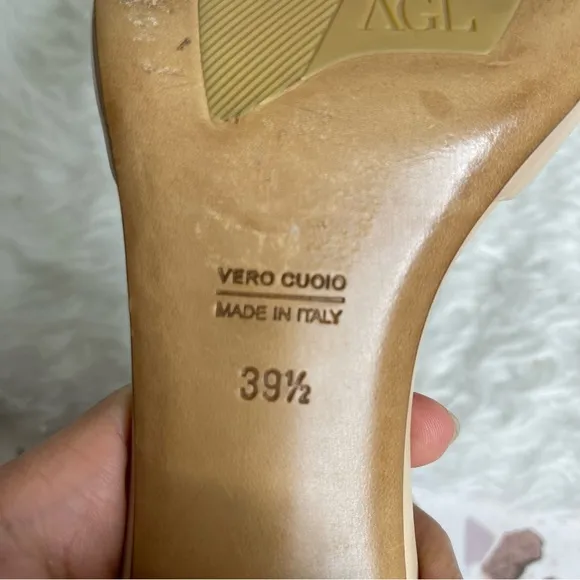 AGL
VERO CUOIO
MADE IN ITALY
39½